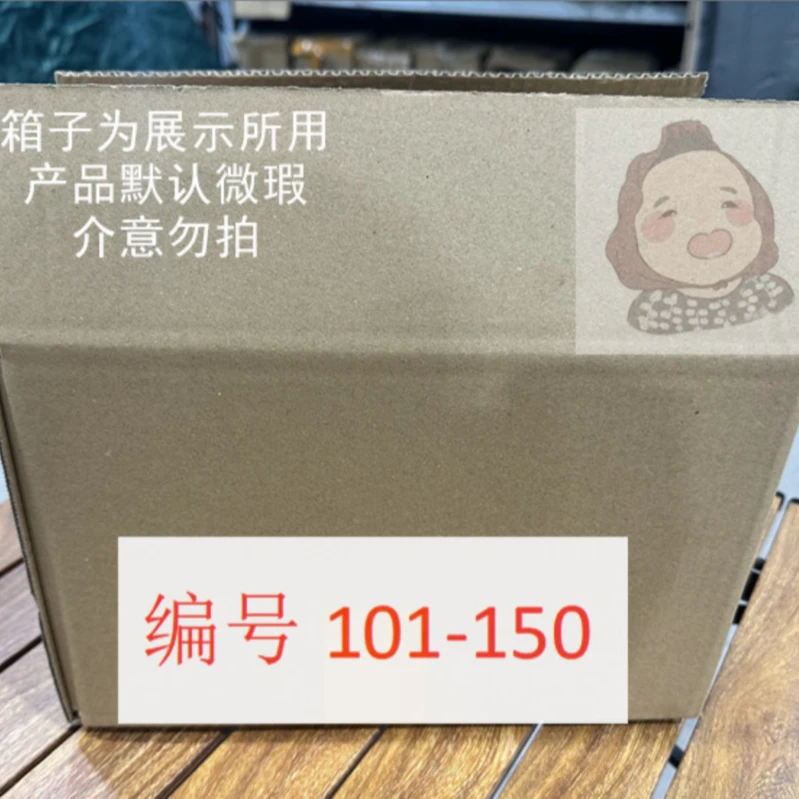 箱子为展示所用
产品默认微瑕
介意勿拍
编号 101-150